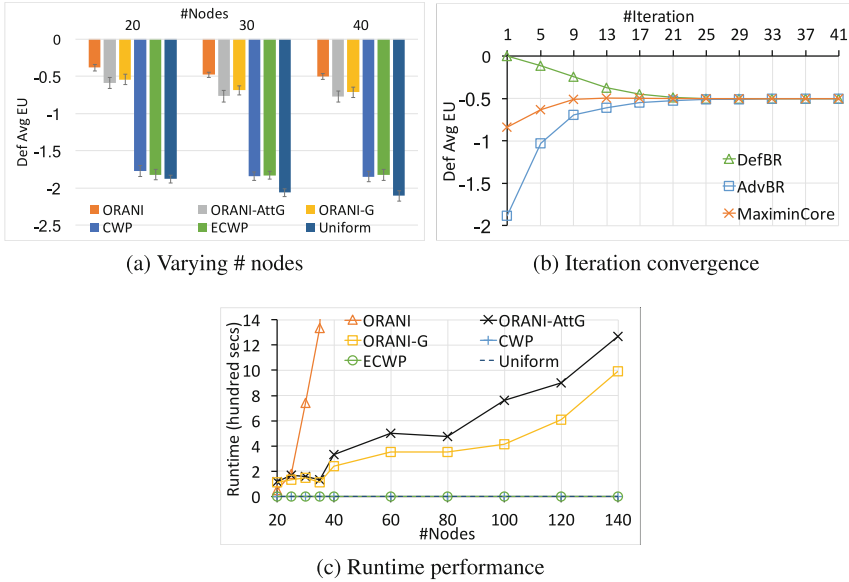 #Nodes
20 30 40
0
-0.5
-1
-1.5
-2
-2.5
Def Avg EU
ORANI ORANI-AttG ORANI-G
CWP ECWP Uniform
(a) Varying # nodes
#Iteration
1 5 9 13 17 21 25 29 33 37 41
0
-0.5
-1
-1.5
-2
Def Avg EU
DefBR
AdvBR
MaximinCore
(b) Iteration convergence
14
12
10
8
6
4
2
0
Runtime (hundred secs)
ORANI ORANI-AttG
ORANI-G CWP
ECWP Uniform
20 40 60 80 100 120 140
#Nodes
(c) Runtime performance